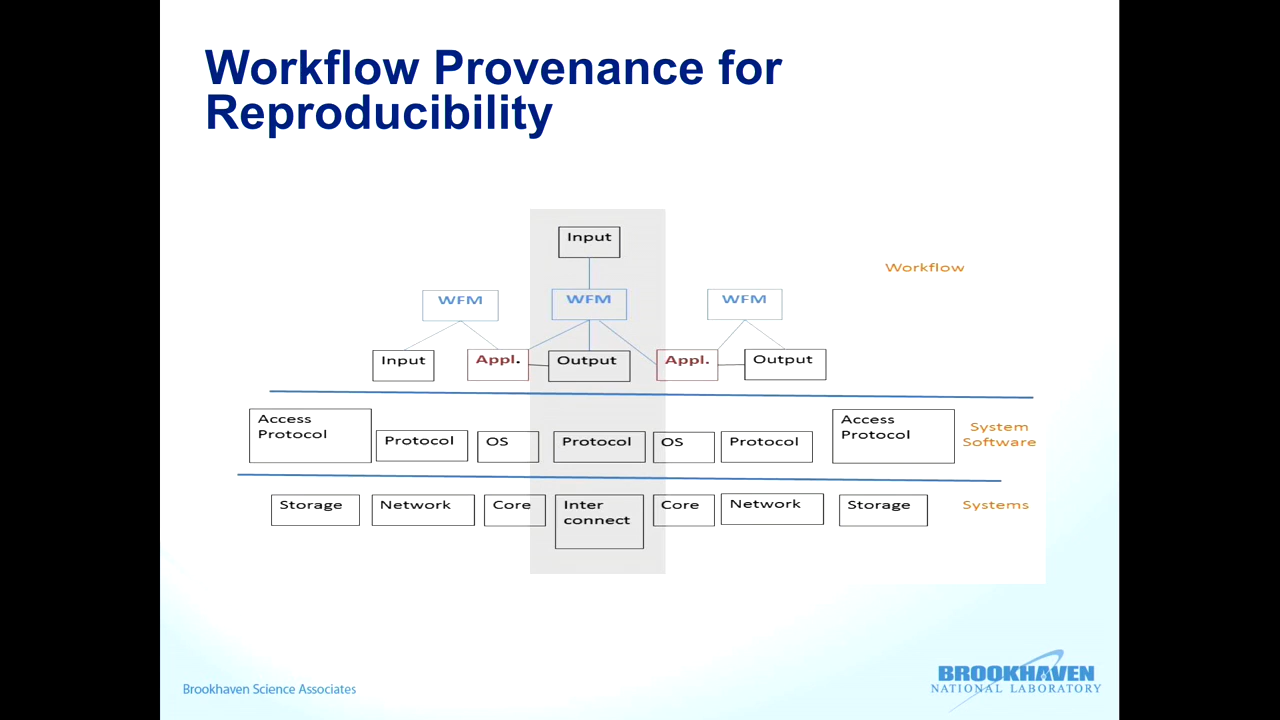 Workflow Provenance for
Reproducibility
Input
Workflow
WFM
WFM
WFM
Input
Appl.
Output
Appl.
Output
Access
Protocol
Protocol
OS
Protocol
OS
Protocol
Access
Protocol
System
Software
Storage
Network
Core
Inter
connect
Core
Network
Storage
Systems
Brookhaven Science Associates
BROOKHAVEN
NATIONAL LABORATORY